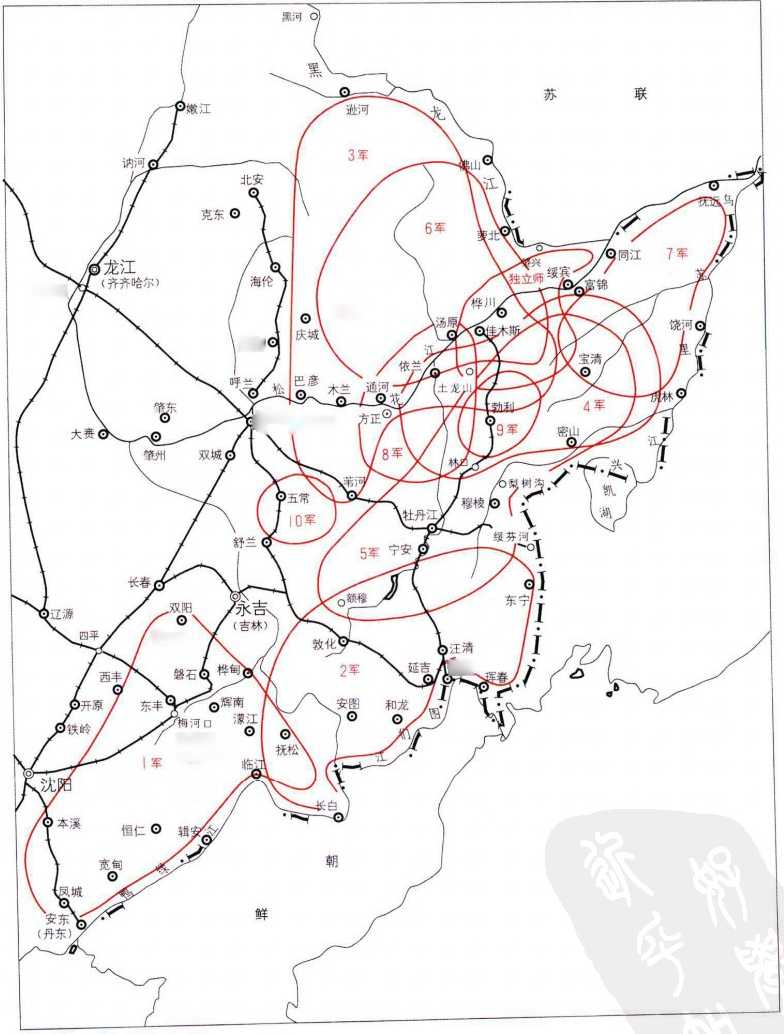 黑河
黑
苏 联
嫩江
逊河
龙
3军
讷河
佛山
江
北安
抚远
乌
克东
6军
萝北
同江
7军
苏
龙江
(齐齐哈尔)
海伦
独立师
绥宾
富锦
桦川
饶河
里
庆城
汤原
佳木斯
江
依兰
宝清
呼兰
松
巴彦
木兰
通河
花
土龙山
虎林
肇东
方正
勃利
4军
大赉
肇州
9军
密山
江
双城
8军
林口
兴
凯
湖
苇河
梨树沟
五常
穆棱
10军
牡丹江
绥芬河
舒兰
5军
宁安
长春
东宁
永吉
(吉林)
额穆
辽源
双阳
四平
敦化
汪清
磐石
桦甸
2军
延吉
珲春
西丰
开原
东丰
辉南
安图
和龙
图
梅河口
濛江
们
铁岭
抚松
1军
江
沈阳
临江
长白
本溪
恒仁
辑安
江
朝
宽甸
绿
鸭
凤城
鲜
安东
(丹东)